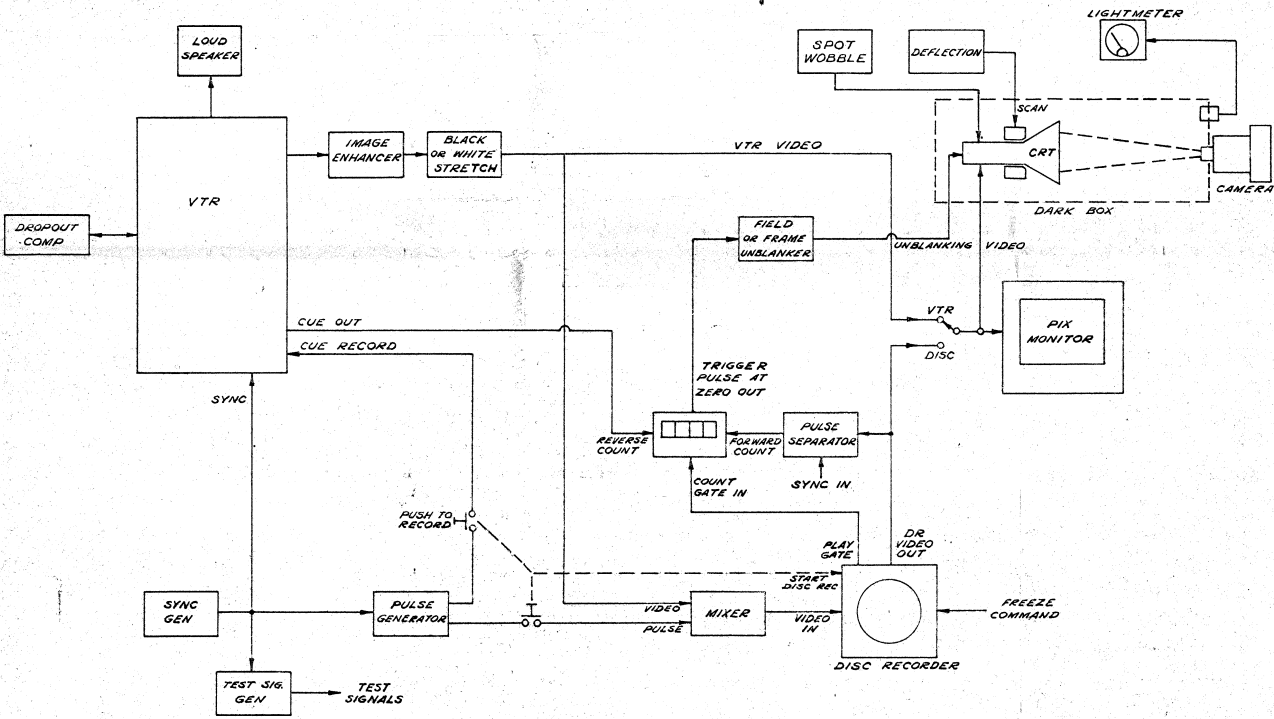 LIGHTMETER
LOUD
SPEAKER
SPOT
WOBBLE
DEFLECTION
SCAN
IMAGE
ENHANCER
BLACK
OR WHITE
STRETCH
VTR VIDEO
CRT
CAMERA
DARK BOX
VTR
DROPOUT
COMP
FIELD
OR FRAME
UNBLANKER
UNBLANKING VIDEO
CUE OUT
CUE RECORD
VTR
DISC
PIX
MONITOR
TRIGGER
PULSE AT
ZERO OUT
SYNC
REVERSE
COUNT
FORWARD
COUNT
PULSE
SEPARATOR
SYNC IN
COUNT
GATE IN
PUSH TO
RECORD
PLAY
GATE
DR
VIDEO
OUT
START
DISC REC
SYNC
GEN
PULSE
GENERATOR
VIDEO
PULSE
MIXER
VIDEO
IN
FREEZE
COMMAND
DISC RECORDER
TEST SIG.
GEN
TEST
SIGNALS